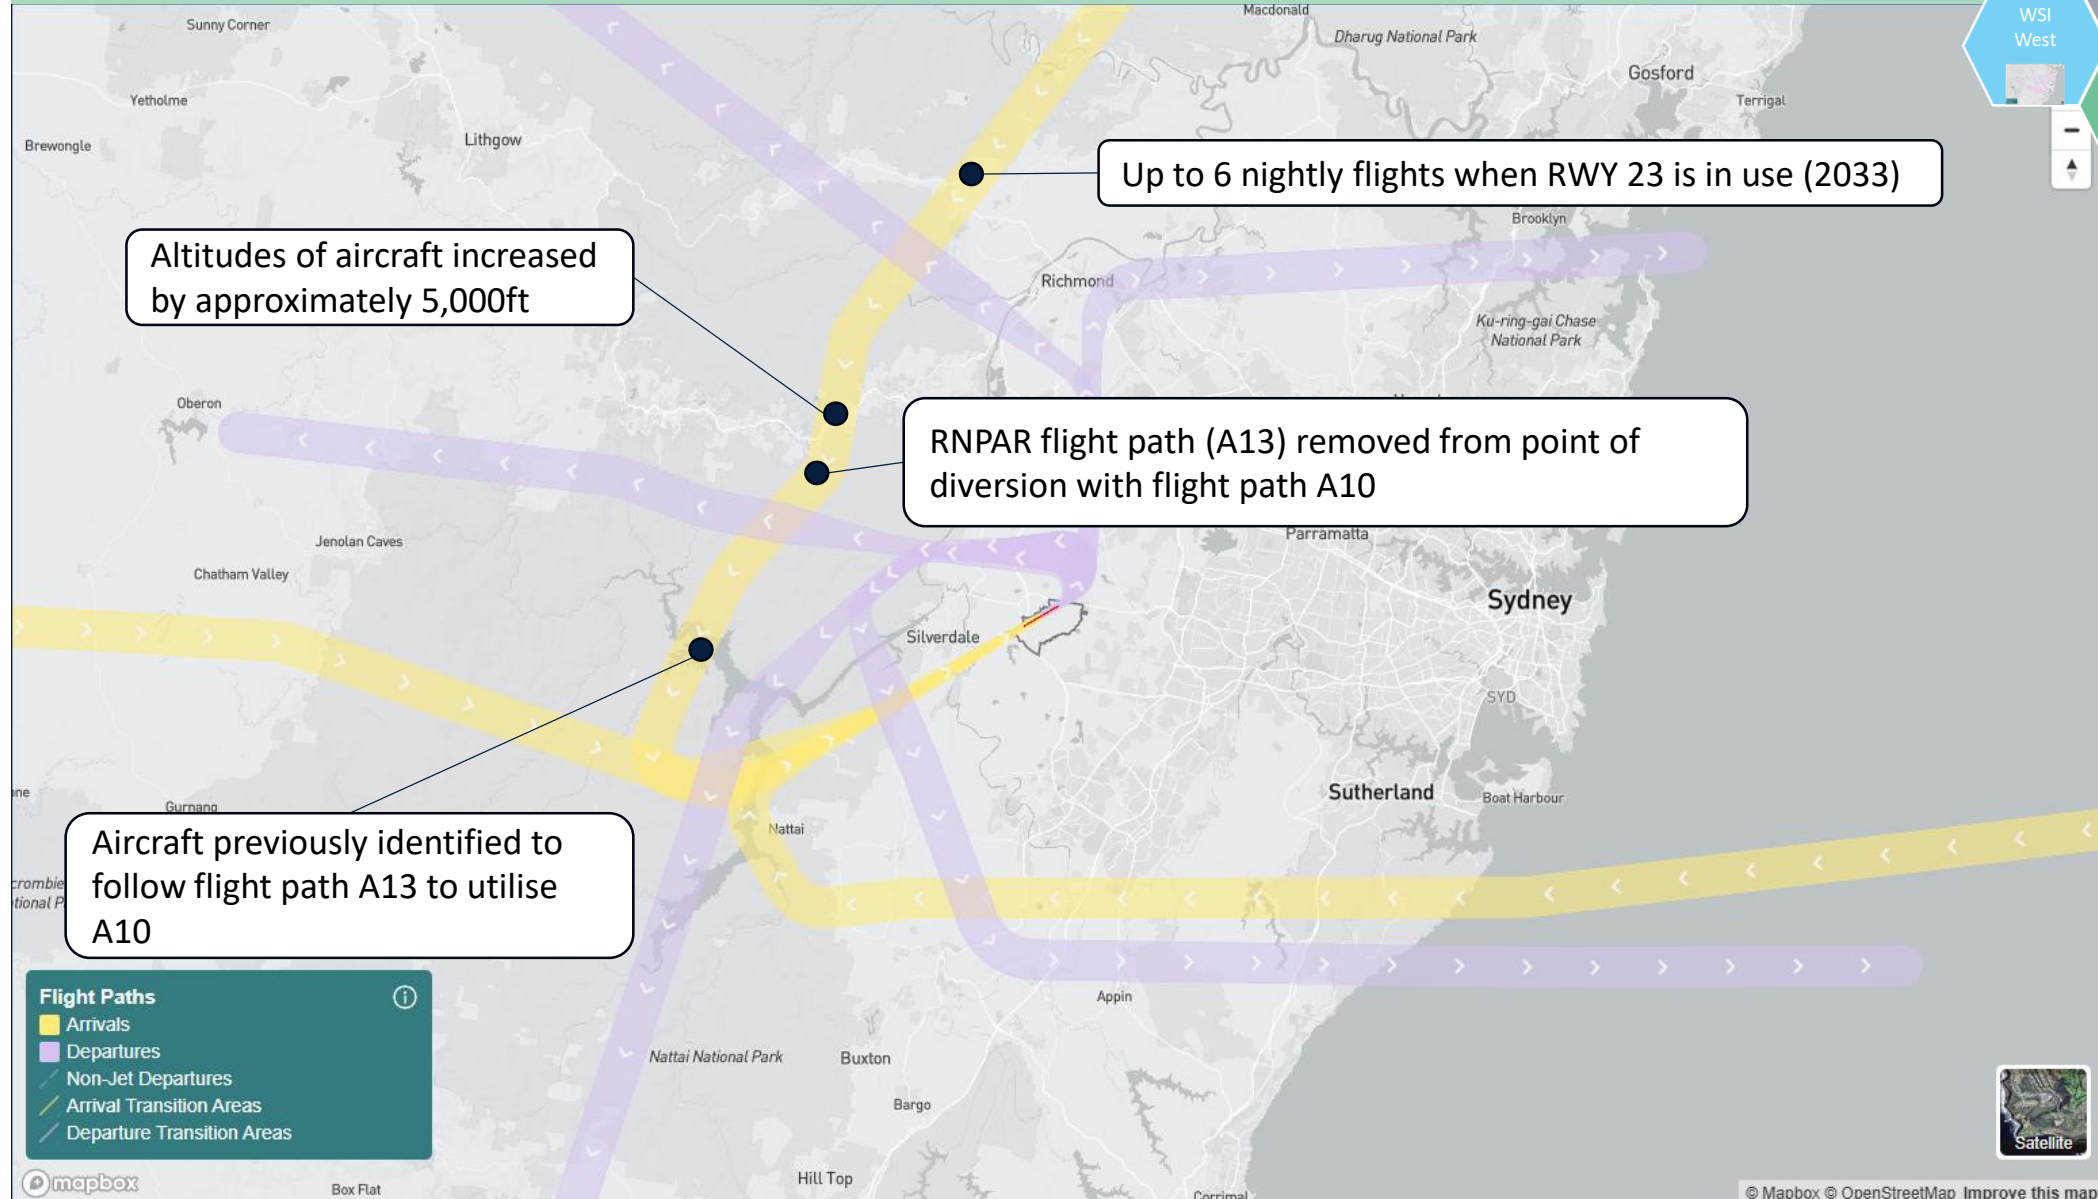 Sunny Corner
Macdonald
Dharug National Park
WSI
West
Gosford
Yetholme
Terrigal
Brewongle
Lithgow
Up to 6 nightly flights when RWY 23 is in use (2033)
Brooklyn
Altitudes of aircraft increased
by approximately 5,000ft
Richmond
Ku-ring-gai Chase
National Park
Oberon
RNPAR flight path (A13) removed from point of
diversion with flight path A10
Parramatta
Jenolan Caves
Chatham Valley
Sydney
Silverdale
SYD
Sutherland
Boat Harbour
Gurnang
Nattai
Aircraft previously identified to
follow flight path A13 to utilise
A10
Flight Paths
Arrivals
Departures
Non-Jet Departures
Arrival Transition Areas
Departure Transition Areas
Appin
Nattai National Park
Buxton
Bargo
Satellite
Hill Top
mapbox
Box Flat
Corrimal
© Mapbox © OpenStreetMap Improve this map